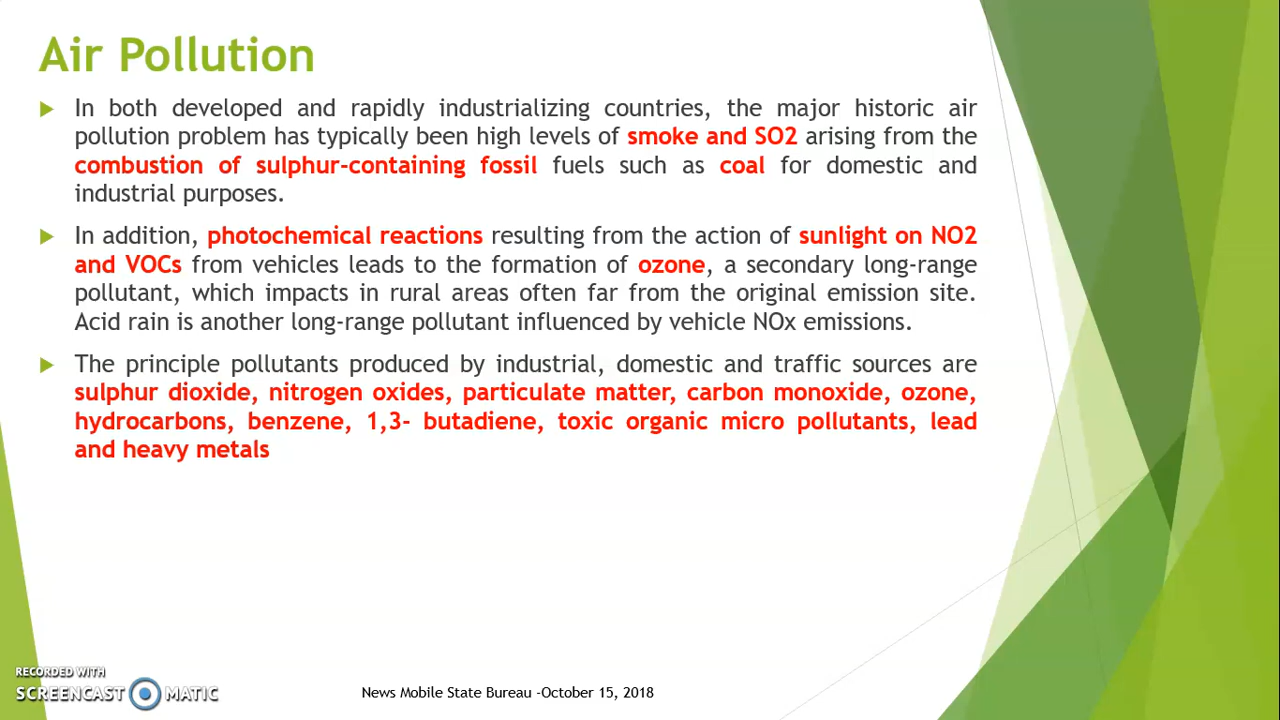 Air Pollution
In both developed and rapidly industrializing countries, the major historic air
pollution problem has typically been high levels of smoke and SO2 arising from the
combustion of sulphur-containing fossil fuels such as coal for domestic and
industrial purposes.
In addition, photochemical reactions resulting from the action of sunlight on NO2
and VOCs from vehicles leads to the formation of ozone, a secondary long-range
pollutant, which impacts in rural areas often far from the original emission site.
Acid rain is another long-range pollutant influenced by vehicle NOx emissions.
The principle pollutants produced by industrial, domestic and traffic sources are
sulphur dioxide, nitrogen oxides, particulate matter, carbon monoxide, ozone,
hydrocarbons, benzene, 1,3- butadiene, toxic organic micro pollutants, lead
and heavy metals
RECORDED WITH
SCREENCAST MATIC
News Mobile State Bureau -October 15, 2018